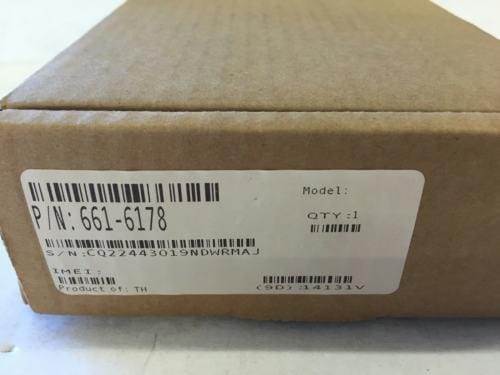 P/N: 661-6178
Model:
QTY:1
S/N:CQ22443019NDWRMAJ
IMEI:
Product of: TH
(9D):14131V